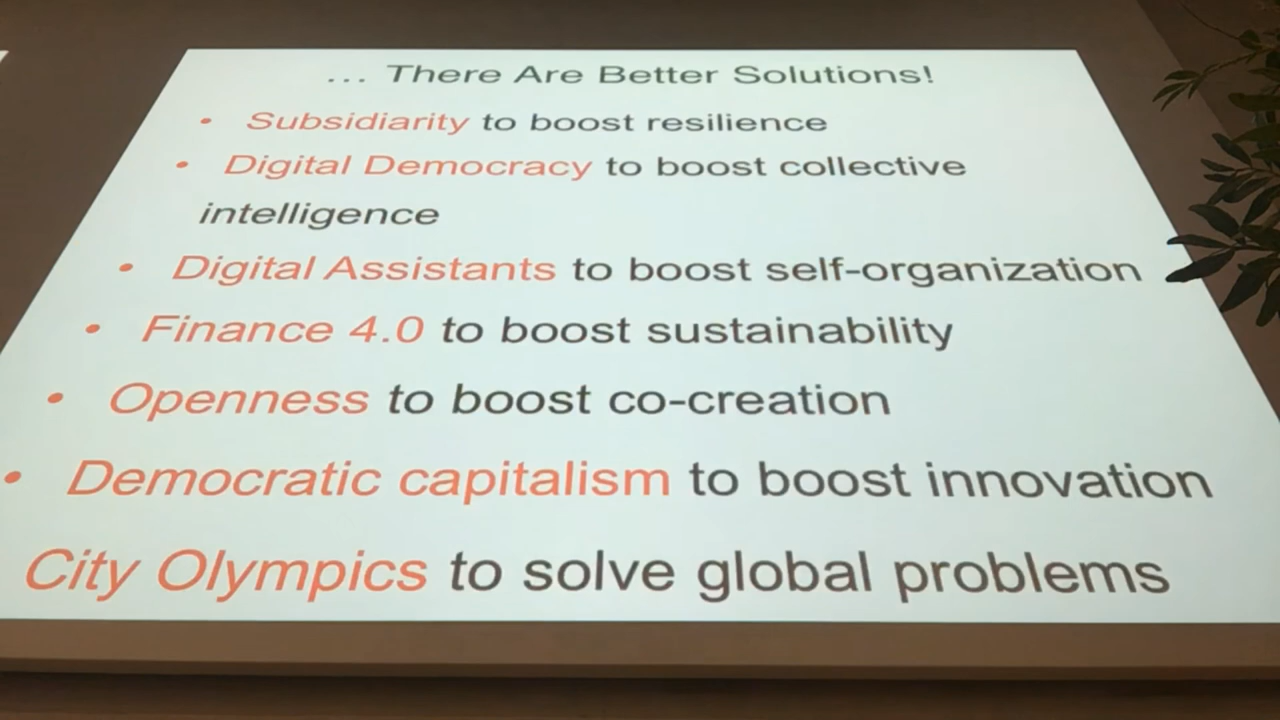 ... There Are Better Solutions!
• Subsidiarity to boost resilience
• Digital Democracy to boost collective
intelligence
• Digital Assistants to boost self-organization
• Finance 4.0 to boost sustainability
• Openness to boost co-creation
• Democratic capitalism to boost innovation
City Olympics to solve global problems